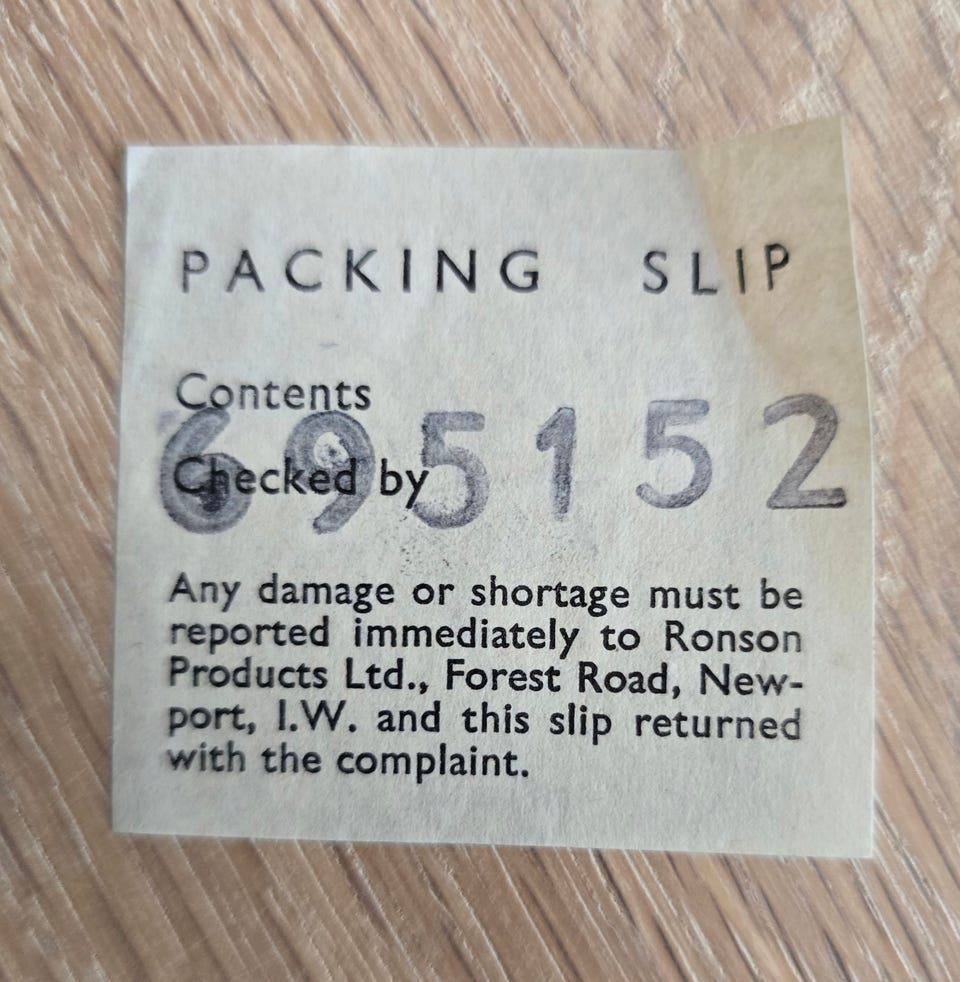 PACKING SLIP
Contents
695152
Checked by
Any damage or shortage must be
reported immediately to Ronson
Products Ltd., Forest Road, New-
port, I.W. and this slip returned
with the complaint.